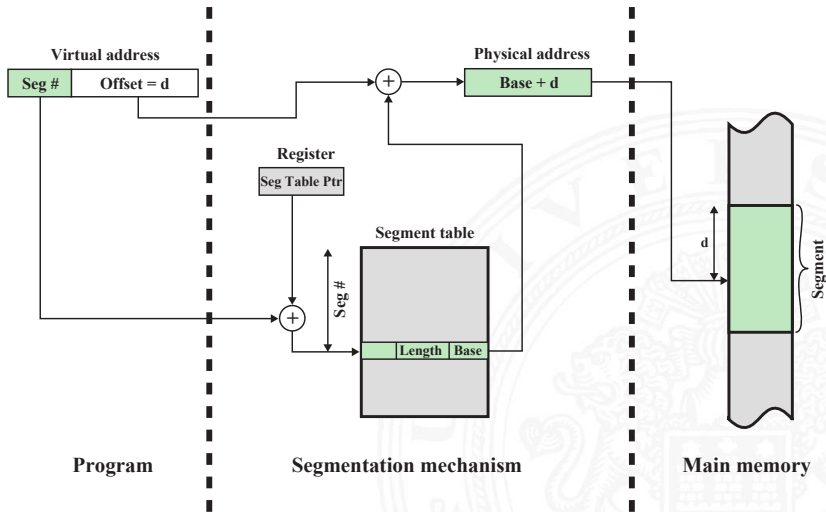 Virtual address
Seg #
Offset = d
Physical address
Base + d
Register
Seg Table Ptr
Segment table
Seg #
Length
Base
d
Segment
Program
Segmentation mechanism
Main memory